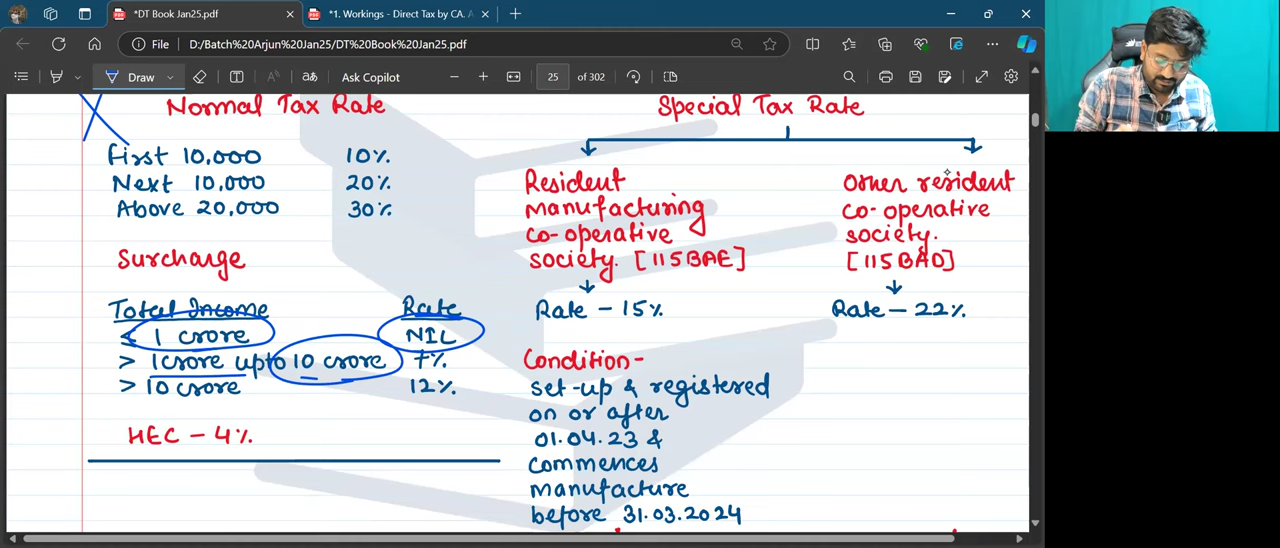 *DT Book Jan25.pdf
*1. Workings - Direct Tax by CA. A
File D:/Batch%20Arjun%20Jan25/DT%20Book%20Jan25.pdf
Draw
Ask Copilot
25 of 302
Normal Tax Rate
First 10,000 10%
Next 10,000 20%
Above 20,000 30%
Surcharge
Total Income Rate
≤ 1 crore NIL
> 1 crore upto 10 crore 7%
> 10 crore 12%
HEC - 4%
Special Tax Rate
Resident
manufacturing
co-operative
society. [115BAE]
Rate - 15%
Condition-
set-up & registered
on or after
01.04.23 &
commences
manufacture
before 31.03.2024
Other resident
co-operative
society.
[115BAD]
Rate - 22%